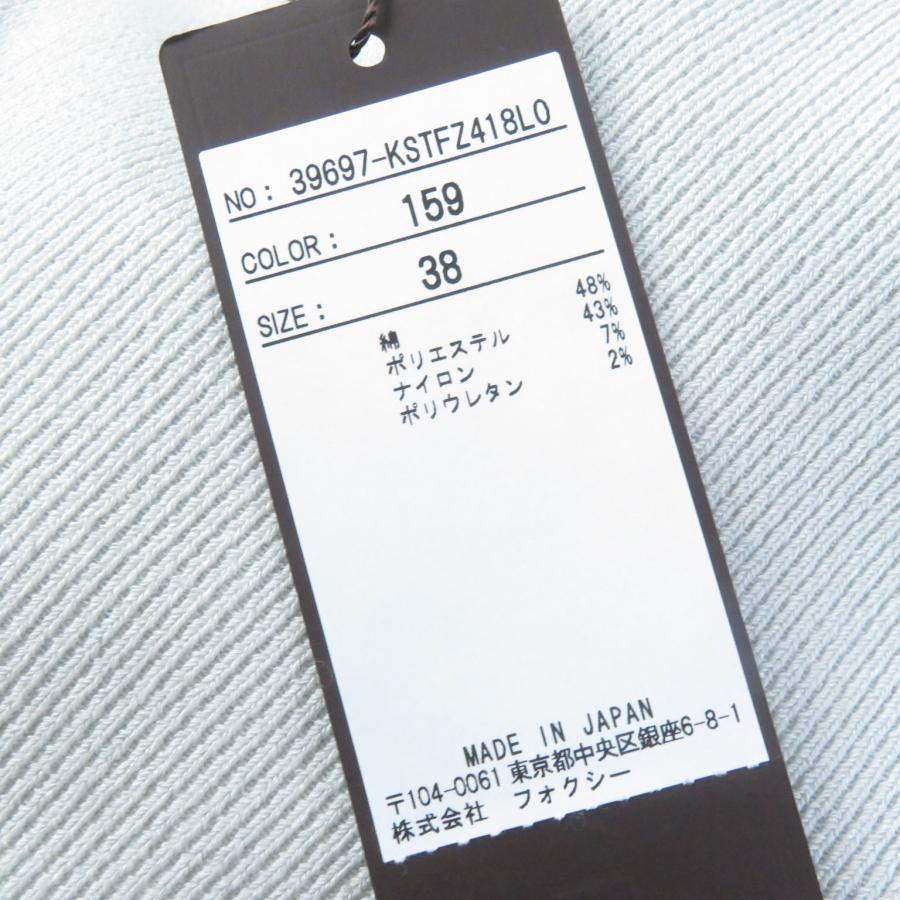 NO: 39697-KSTFZ418L0
COLOR: 159
SIZE: 38
綿 48%
ポリエステル 43%
ナイロン 7%
ポリウレタン 2%
MADE IN JAPAN
〒104-0061 東京都中央区銀座6-8-1
株式会社 フォクシー